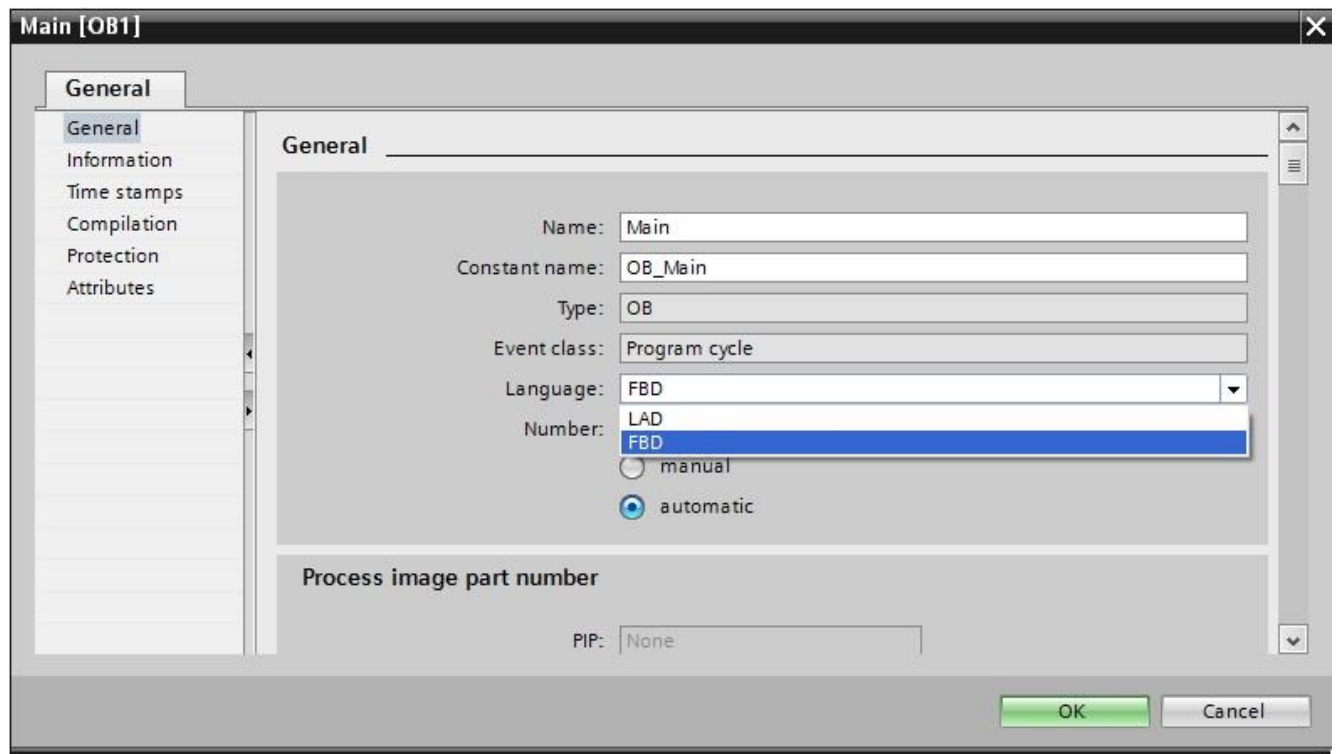 Main [OB1]
General
General
Information
Time stamps
Compilation
Protection
Attributes
General
Name: Main
Constant name: OB_Main
Type: OB
Event class: Program cycle
Language: FBD
LAD
FBD
Number:
manual
automatic
Process image part number
PIP: None
OK Cancel